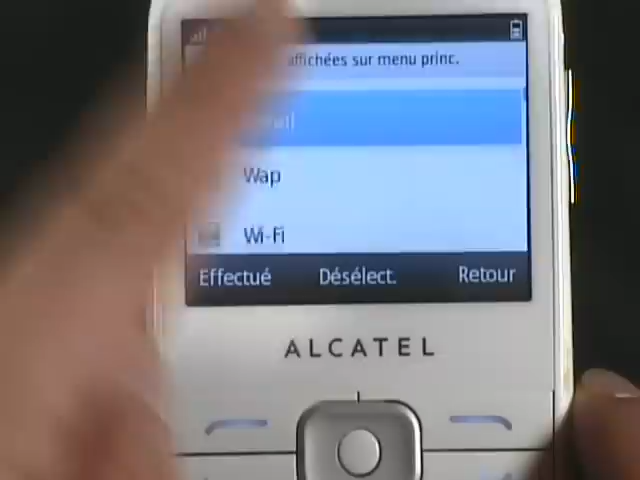 affichées sur menu princ.
Wap
Wi-Fi
Effectué Désélect. Retour
ALCATEL